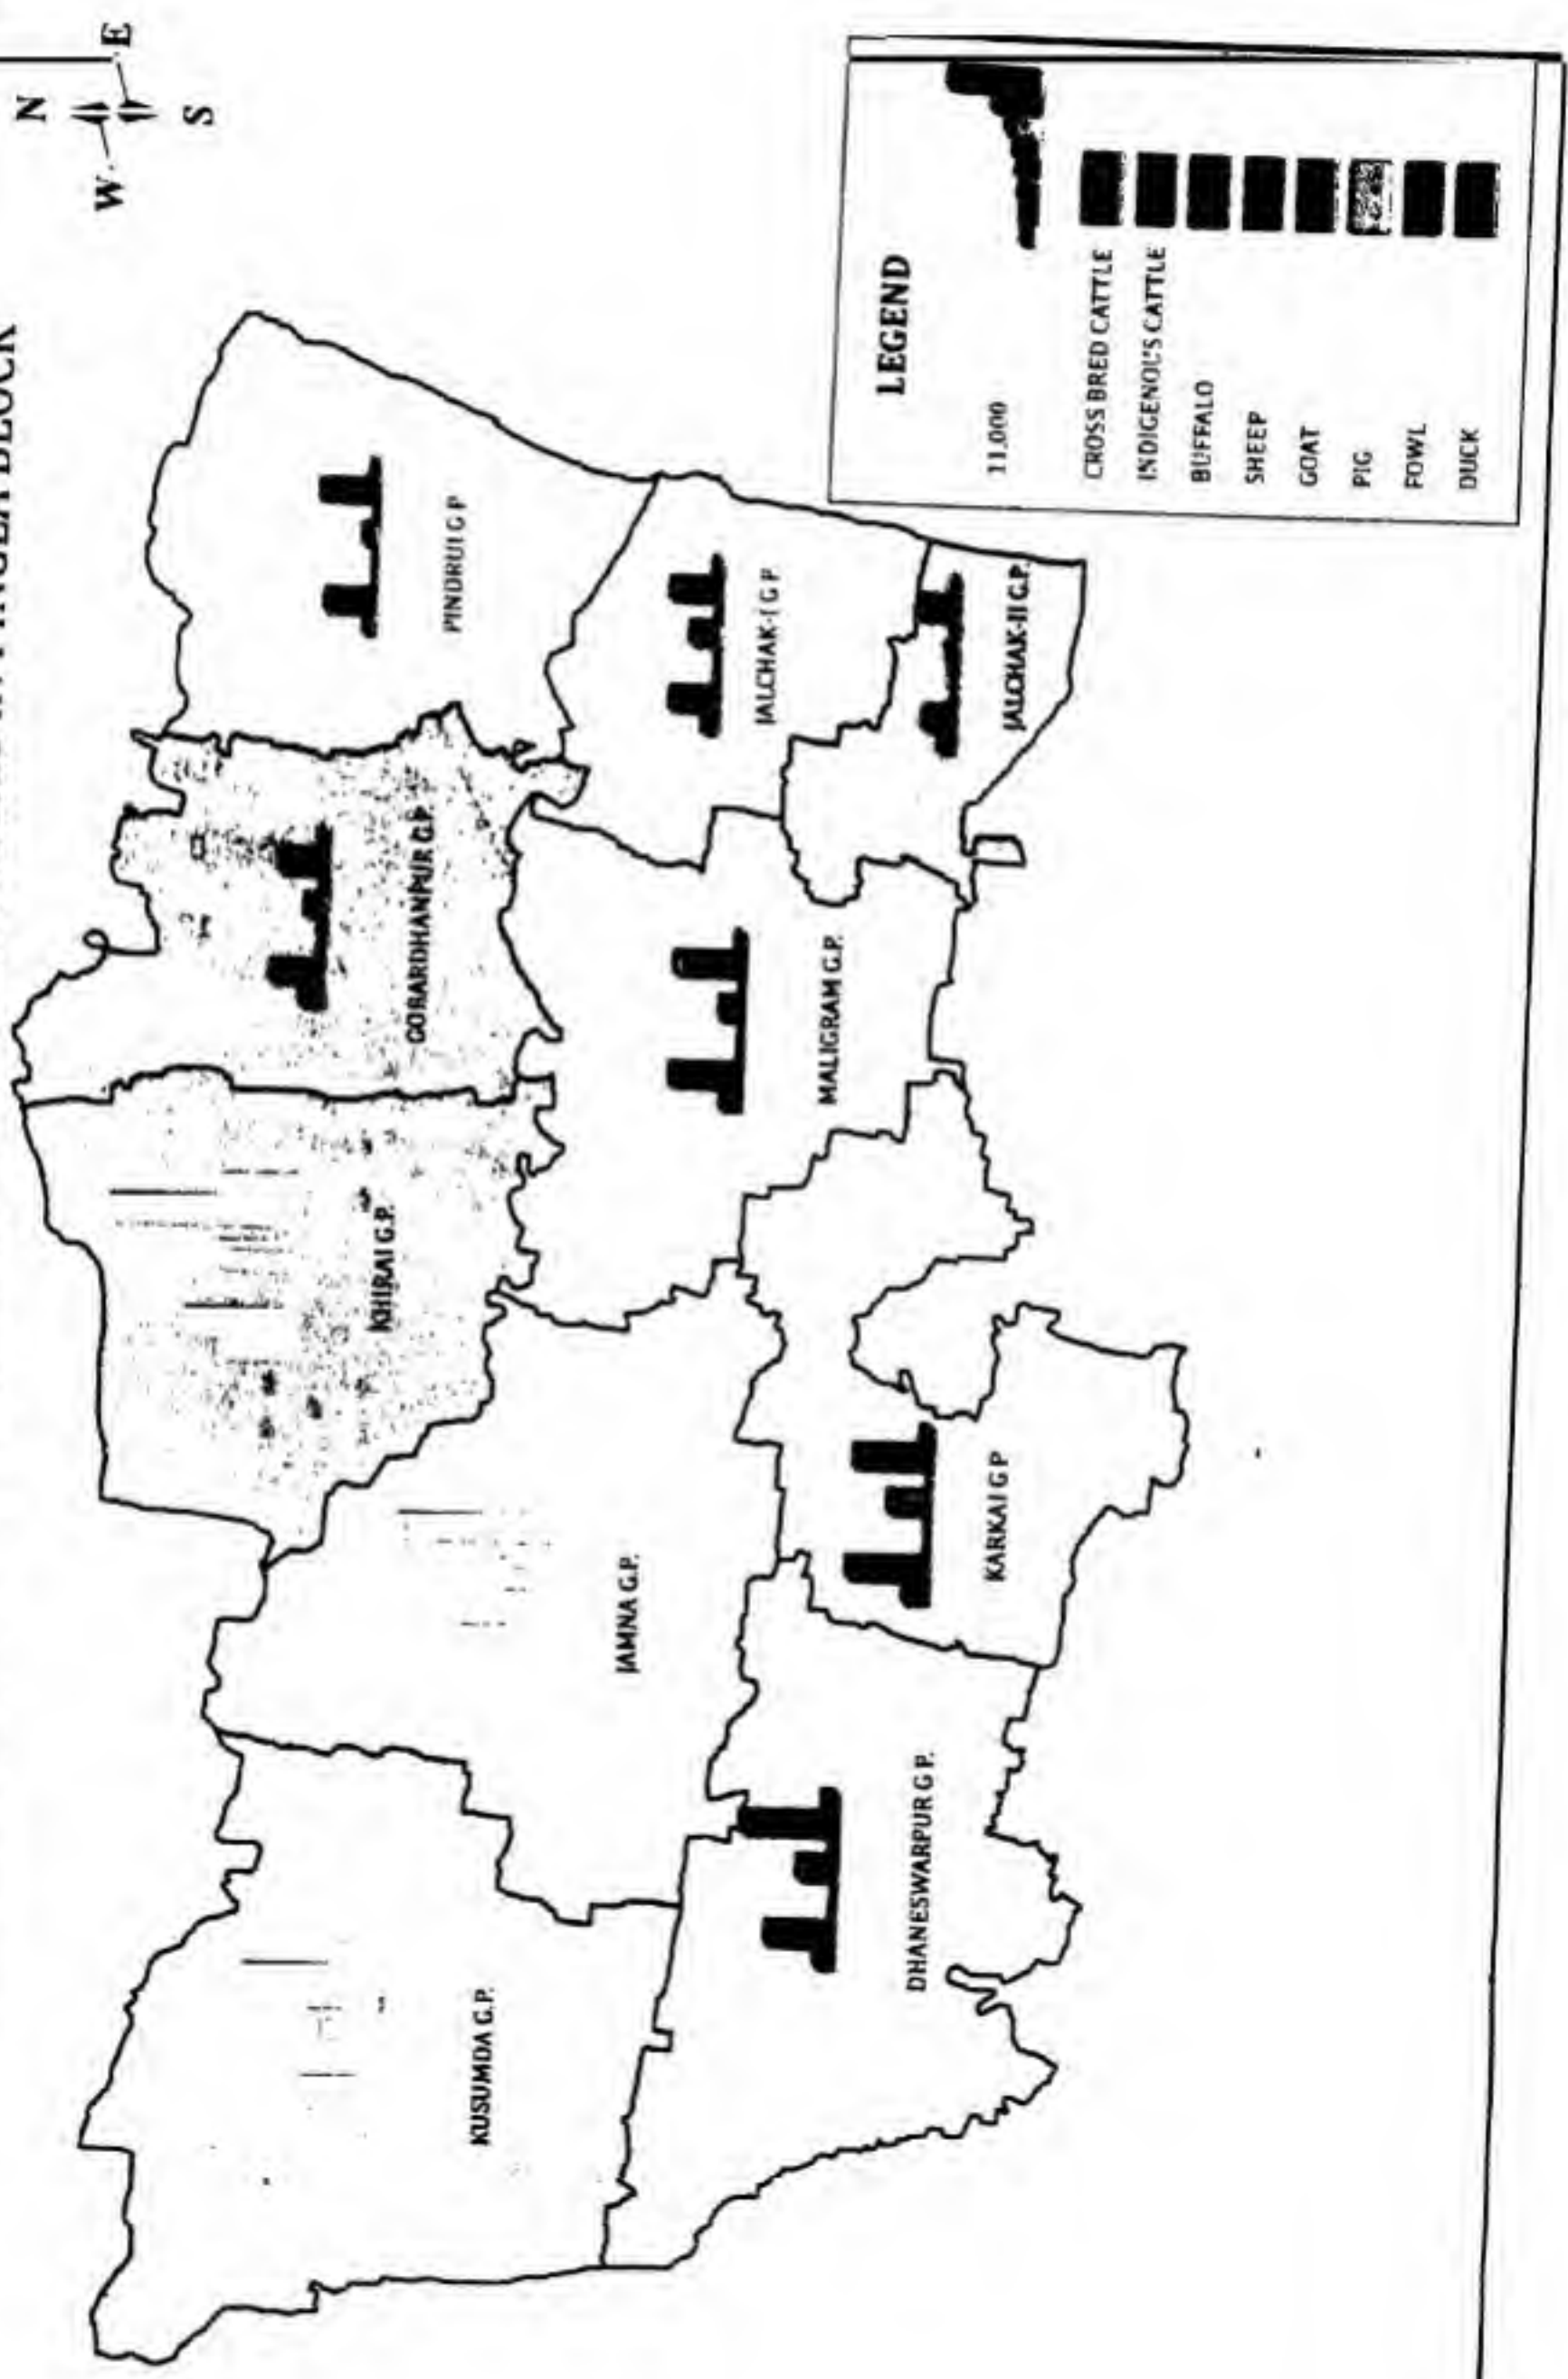 BLOCK
N
W
E
S
PINDRUI G P
GOBARDHANPUR G.P.
KHIRAI G.P.
JALCHAK-I G P
JALCHAK-II G.P.
MALIGRAM G.P.
JAMNA G.P.
KARKAI G P
KUSUMDA G.P.
DHANESWARPUR G P.
LEGEND
11,000
CROSS BRED CATTLE
INDIGENOUS CATTLE
BUFFALO
SHEEP
GOAT
PIG
FOWL
DUCK